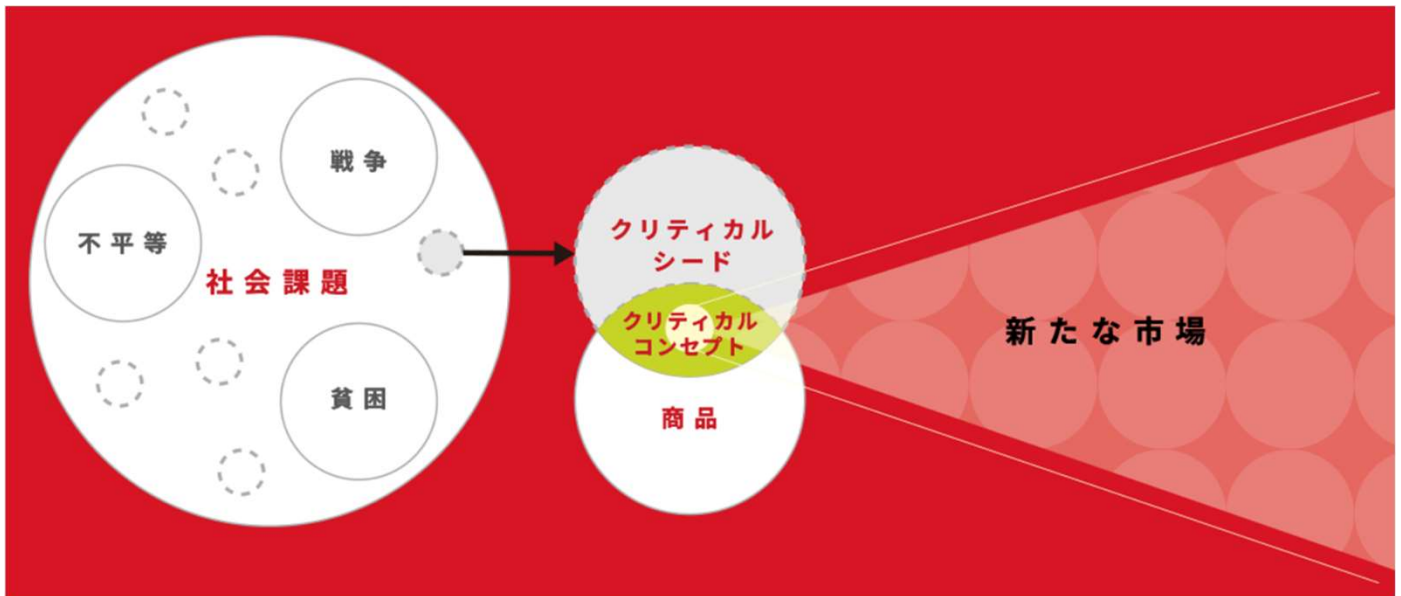 戦争
不平等
社会課題
貧困
クリティカル
シード
クリティカル
コンセプト
商品
新たな市場